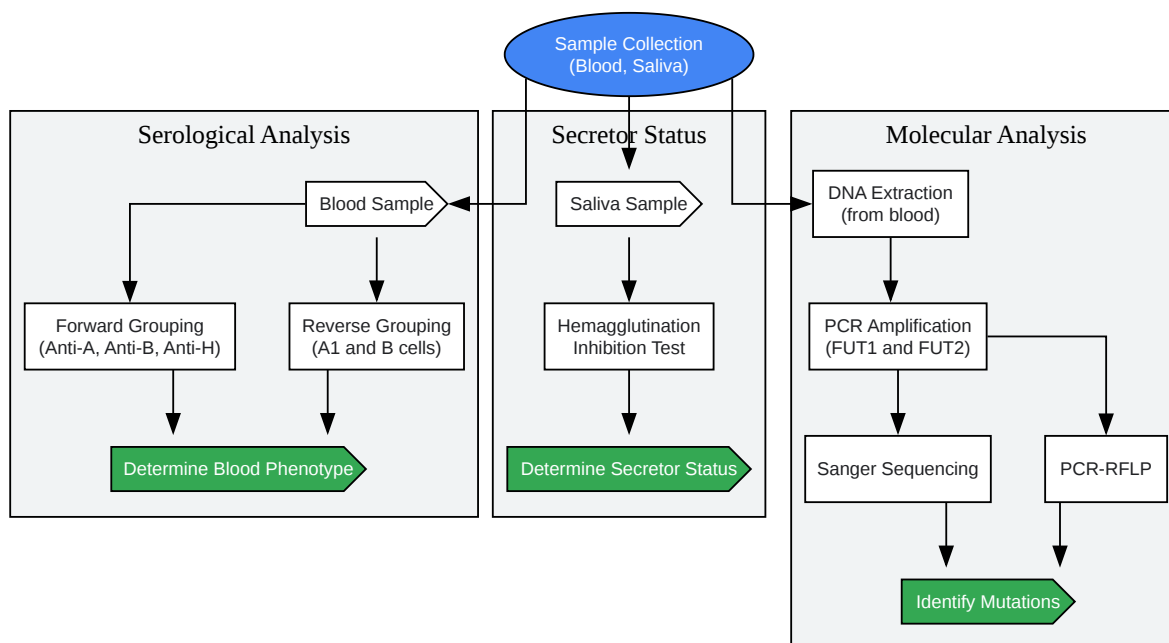 Sample Collection
(Blood, Saliva)
Serological Analysis
Blood Sample
Forward Grouping
(Anti-A, Anti-B, Anti-H)
Reverse Grouping
(A1 and B cells)
Determine Blood Phenotype
Secretor Status
Saliva Sample
Hemagglutination
Inhibition Test
Determine Secretor Status
Molecular Analysis
DNA Extraction
(from blood)
PCR Amplification
(FUT1 and FUT2)
Sanger Sequencing
PCR-RFLP
Identify Mutations